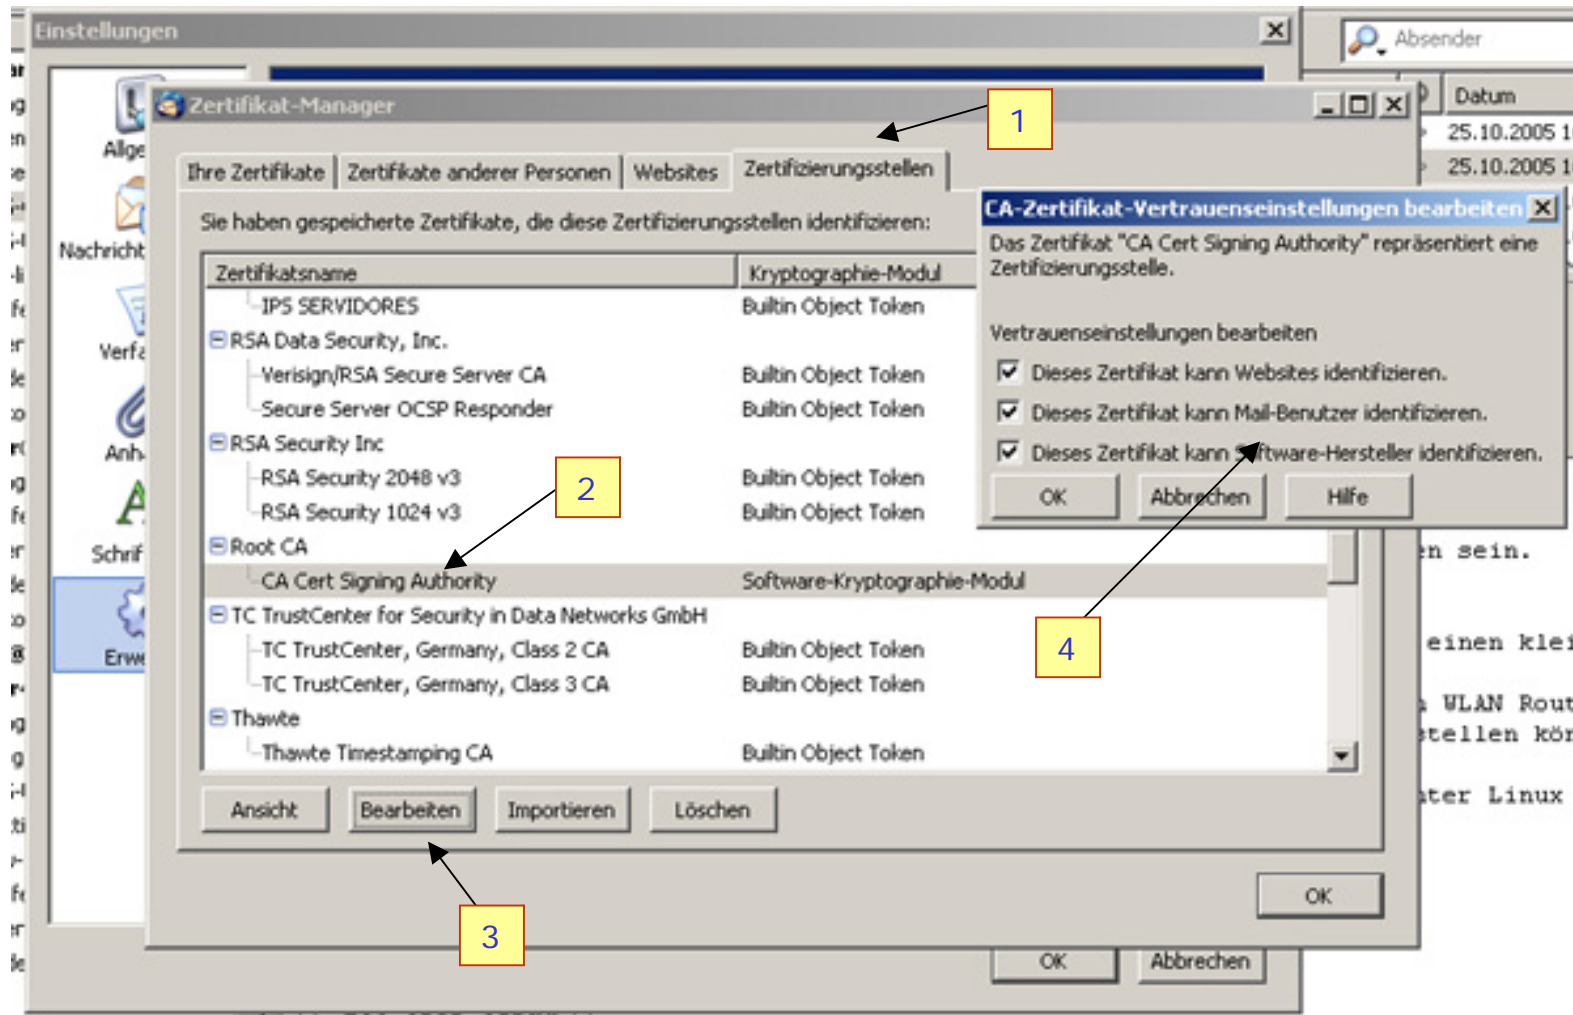 Einstellungen
Absender
Datum
25.10.2005 1
25.10.2005 1
Zertifikat-Manager
1
Allge
Nachricht
Verfa
Anh
Schrif
Erwe
Ihre Zertifikate
Zertifikate anderer Personen
Websites
Zertifizierungsstellen
Sie haben gespeicherte Zertifikate, die diese Zertifizierungsstellen identifizieren:
Zertifikatsname Kryptographie-Modul
IPS SERVIDORES Builtin Object Token
RSA Data Security, Inc.
Verisign/RSA Secure Server CA Builtin Object Token
Secure Server OCSP Responder Builtin Object Token
RSA Security Inc
RSA Security 2048 v3 Builtin Object Token
RSA Security 1024 v3 Builtin Object Token
2
Root CA
CA Cert Signing Authority Software-Kryptographie-Modul
TC TrustCenter for Security in Data Networks GmbH
TC TrustCenter, Germany, Class 2 CA Builtin Object Token
TC TrustCenter, Germany, Class 3 CA Builtin Object Token
Thawte
Thawte Timestamping CA Builtin Object Token
Ansicht
Bearbeiten
Importieren
Löschen
3
OK
OK
Abbrechen
CA-Zertifikat-Vertrauenseinstellungen bearbeiten
Das Zertifikat "CA Cert Signing Authority" repräsentiert eine
Zertifizierungsstelle.
Vertrauenseinstellungen bearbeiten
Dieses Zertifikat kann Websites identifizieren.
Dieses Zertifikat kann Mail-Benutzer identifizieren.
Dieses Zertifikat kann Software-Hersteller identifizieren.
OK
Abbrechen
Hilfe
4
en sein.
einen klei
WLAN Rout
stellen kön
ter Linux